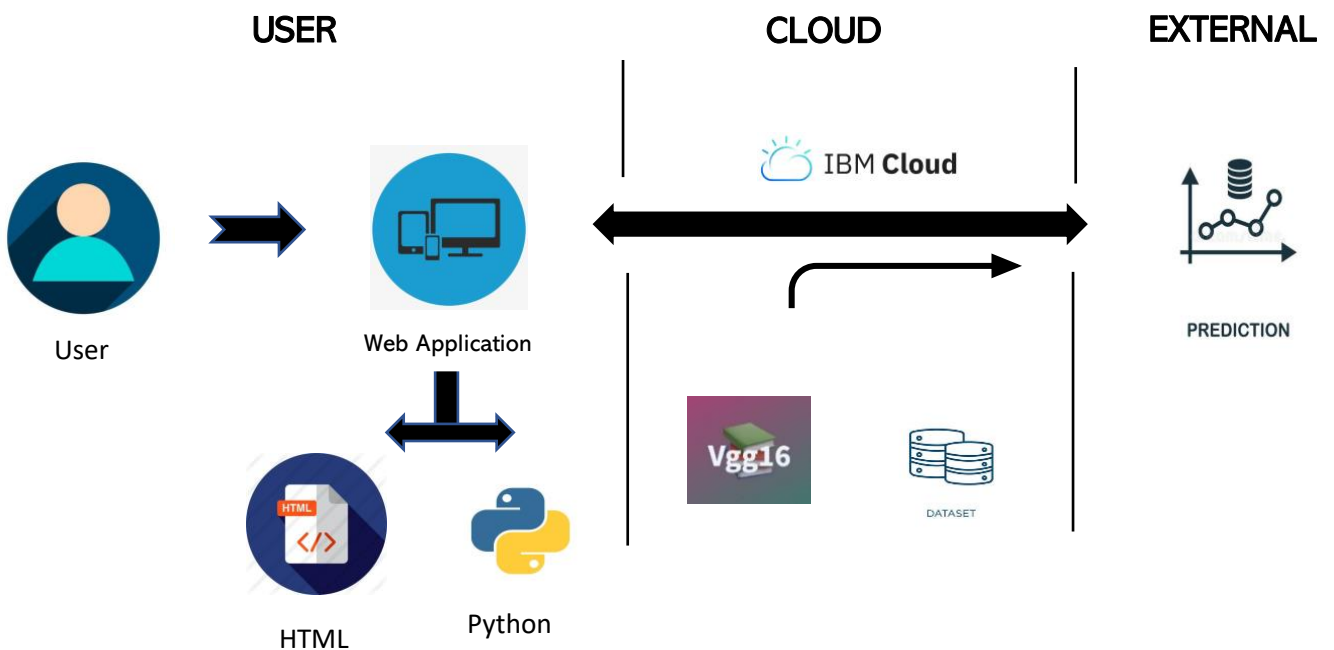 USER
CLOUD
EXTERNAL
IBM Cloud
User
Web Application
PREDICTION
HTML
</>
Vgg16
DATASET
HTML
Python